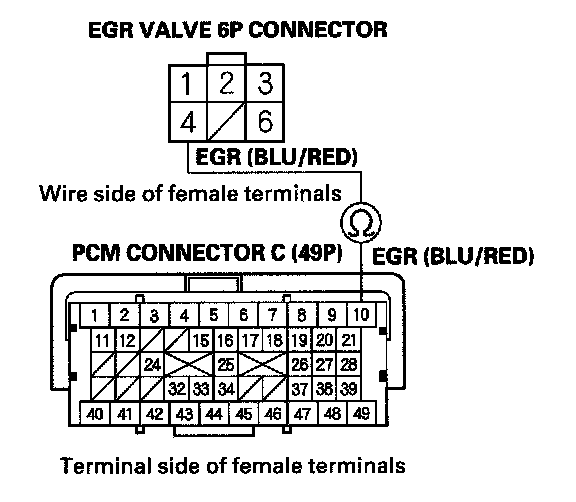 EGR VALVE 6P CONNECTOR
1 2 3
4 6
EGR (BLU/RED)
Wire side of female terminals
Ω
PCM CONNECTOR C (49P)
EGR (BLU/RED)
1 2 3 4 5 6 7 8 9 10
11 12 15 16 17 18 19 20 21
24 25 26 27 28
32 33 34 37 38 39
40 41 42 43 44 45 46 47 48 49
Terminal side of female terminals